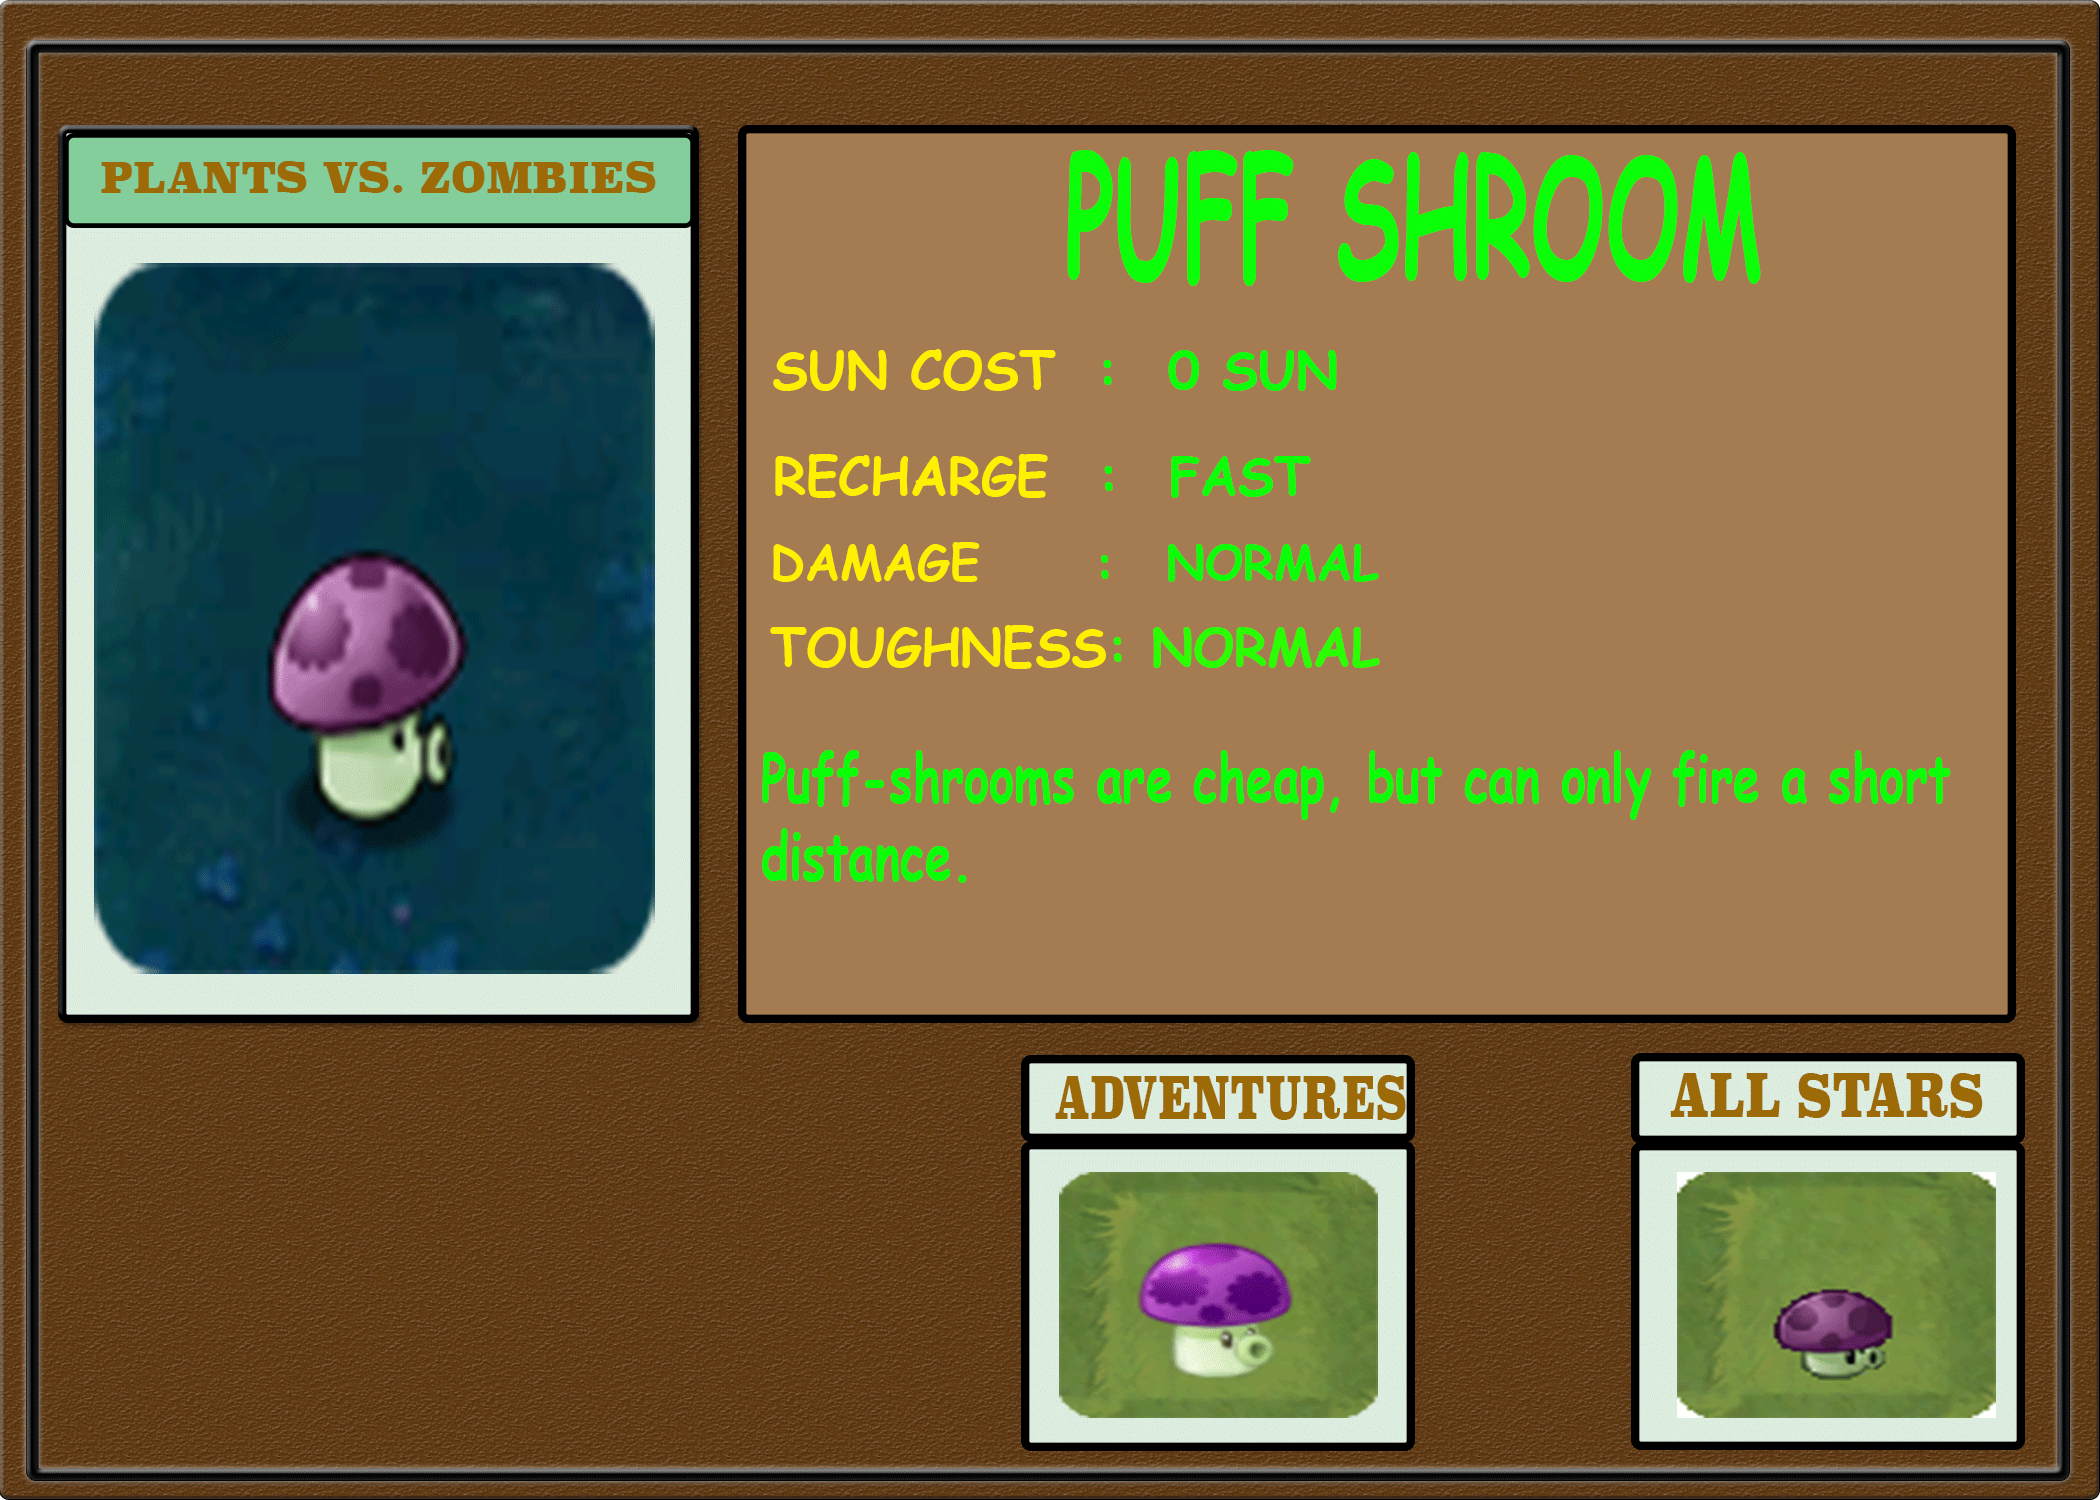 PLANTS VS. ZOMBIES
PUFF SHROOM
SUN COST : 0 SUN
RECHARGE : FAST
DAMAGE : NORMAL
TOUGHNESS: NORMAL
Puff-shrooms are cheap, but can only fire a short
distance.
ADVENTURES
ALL STARS